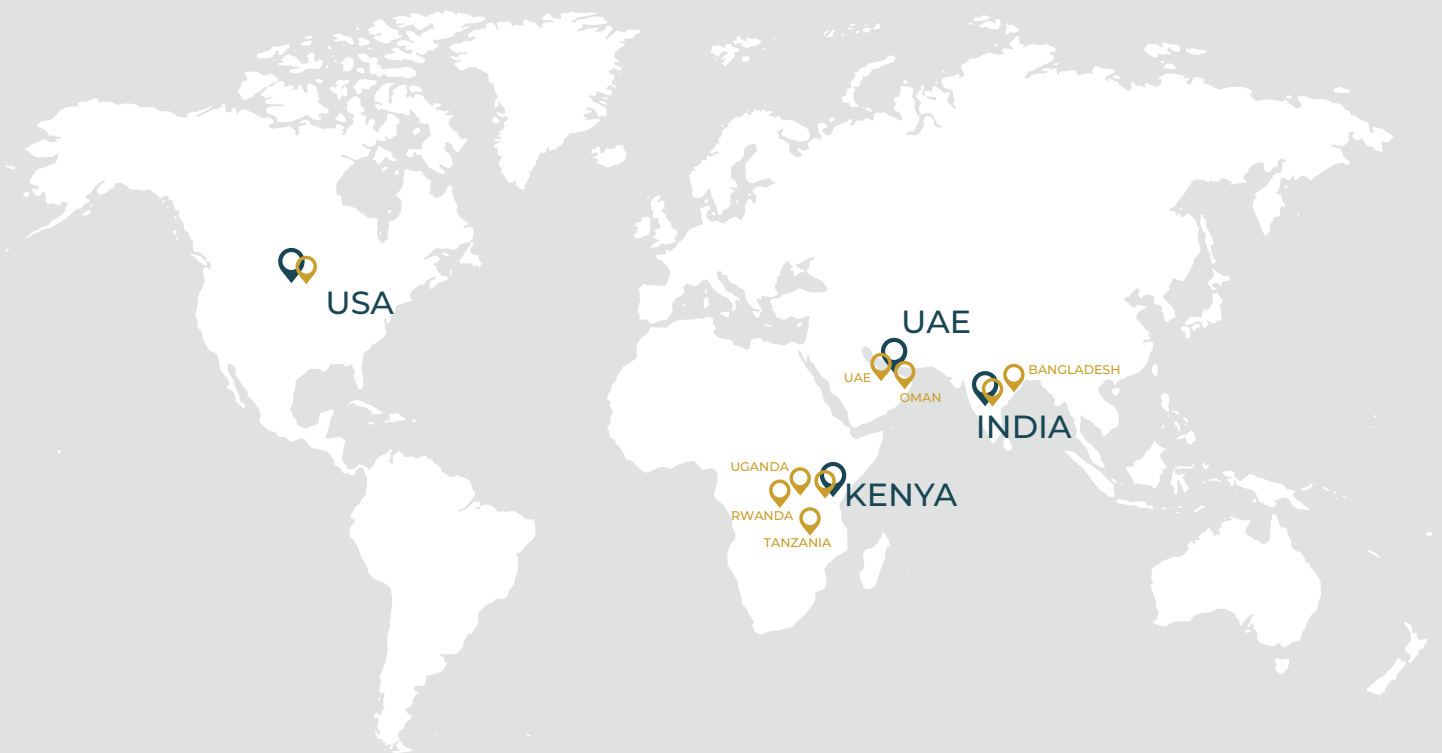 USA
UAE
UAE
OMAN
BANGLADESH
INDIA
UGANDA
KENYA
RWANDA
TANZANIA